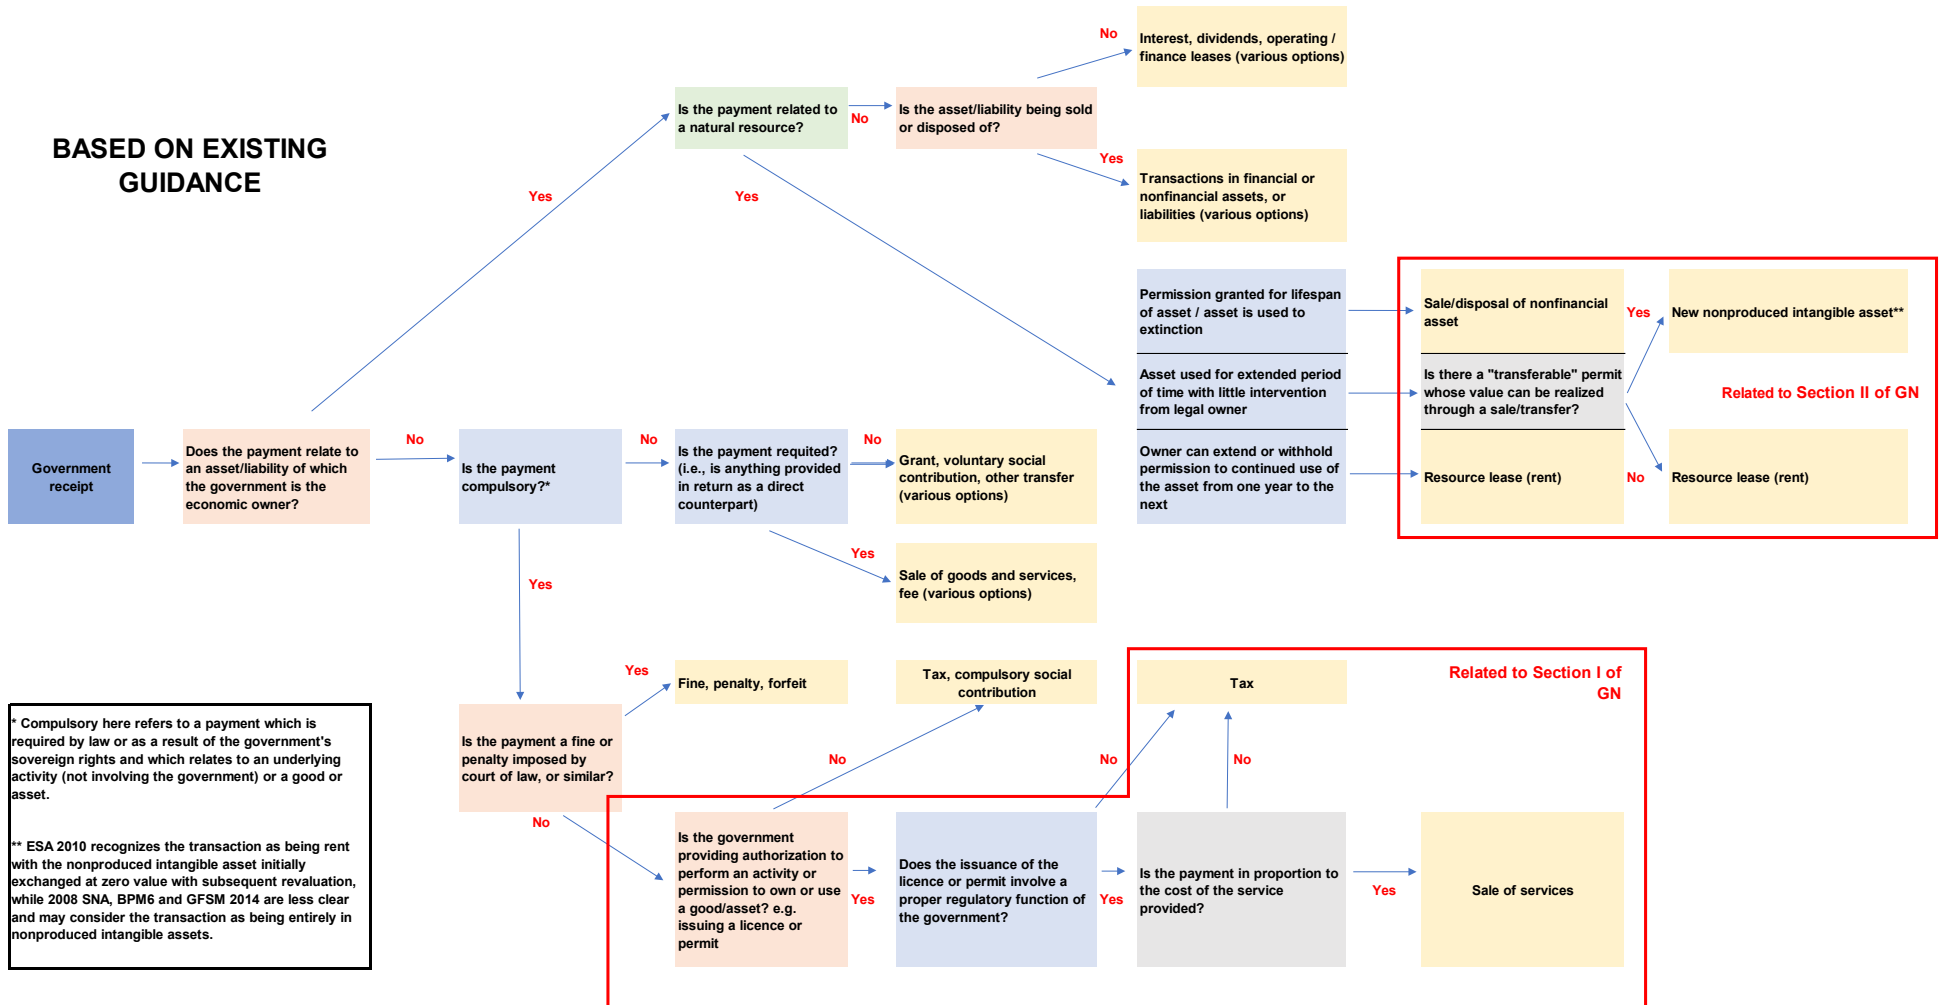 No
Interest, dividends, operating /
finance leases (various options)
Is the payment related to
a natural resource?
No
Is the asset/liability being sold
or disposed of?
BASED ON EXISTING
GUIDANCE
Yes
Transactions in financial or
nonfinancial assets, or
liabilities (various options)
Yes
Yes
Permission granted for lifespan
of asset / asset is used to
extinction
Sale/disposal of nonfinancial
asset
Yes
New nonproduced intangible asset**
Asset used for extended period
of time with little intervention
from legal owner
Is there a "transferable" permit
whose value can be realized
through a sale/transfer?
Related to Section II of GN
Government
receipt
Does the payment relate to
an asset/liability of which
the government is the
economic owner?
No
Is the payment
compulsory?*
No
Is the payment requited?
(i.e., is anything provided
in return as a direct
counterpart)
No
Grant, voluntary social
contribution, other transfer
(various options)
Owner can extend or withhold
permission to continued use of
the asset from one year to the
next
Resource lease (rent)
No
Resource lease (rent)
Yes
Yes
Sale of goods and services,
fee (various options)
Yes
Fine, penalty, forfeit
Tax, compulsory social
contribution
Tax
Related to Section I of
GN
* Compulsory here refers to a payment which is
required by law or as a result of the government's
sovereign rights and which relates to an underlying
activity (not involving the government) or a good or
asset.
** ESA 2010 recognizes the transaction as being rent
with the nonproduced intangible asset initially
exchanged at zero value with subsequent revaluation,
while 2008 SNA, BPM6 and GFSM 2014 are less clear
and may consider the transaction as being entirely in
nonproduced intangible assets.
Is the payment a fine or
penalty imposed by
court of law, or similar?
No
No
No
No
Is the government
providing authorization to
perform an activity or
permission to own or use
a good/asset? e.g.
issuing a licence or
permit
Yes
Does the issuance of the
licence or permit involve a
proper regulatory function of
the government?
Yes
Is the payment in proportion to
the cost of the service
provided?
Yes
Sale of services